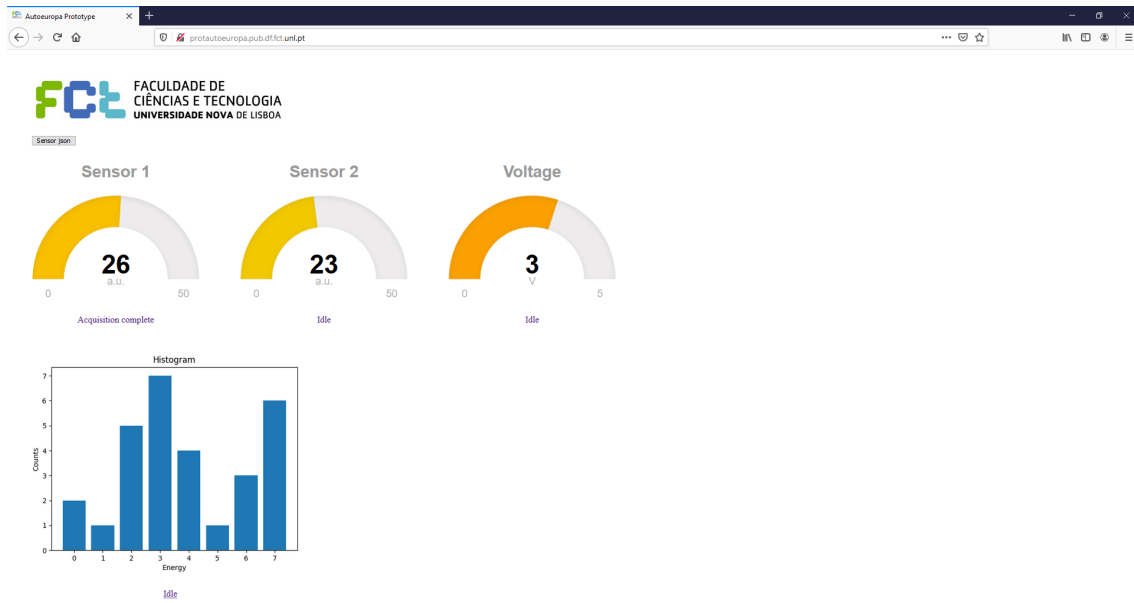 Autoeuropa Prototype
protautoeuropa.pub.df.fct.unl.pt
FCt
FACULDADE DE
CIÊNCIAS E TECNOLOGIA
UNIVERSIDADE NOVA DE LISBOA
Sensor json
Sensor 1
26
a.u.
0 50
Acquisition complete
Sensor 2
23
a.u.
0 50
Idle
Voltage
3
V
0 5
Idle
Histogram
Counts
7
6
5
4
3
2
1
0
0 1 2 3 4 5 6 7
Energy
Idle